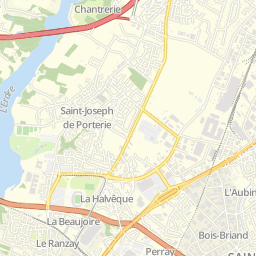 Chantrerie
L'Erdre
Saint-Joseph
de Porterie
La Halvêque
L'Aubin
La Beaujoire
Bois-Briand
Le Ranzay
Perray
SAIN